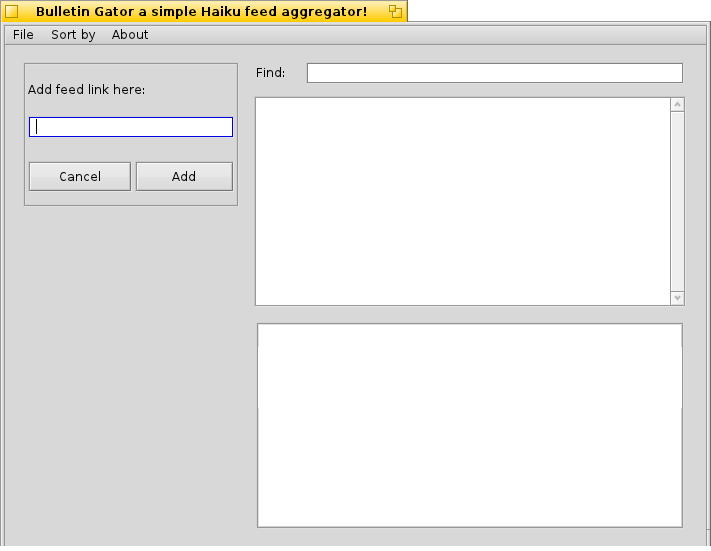 Bulletin Gator a simple Haiku feed aggregator!
File Sort by About
Add feed link here:
Cancel Add
Find: